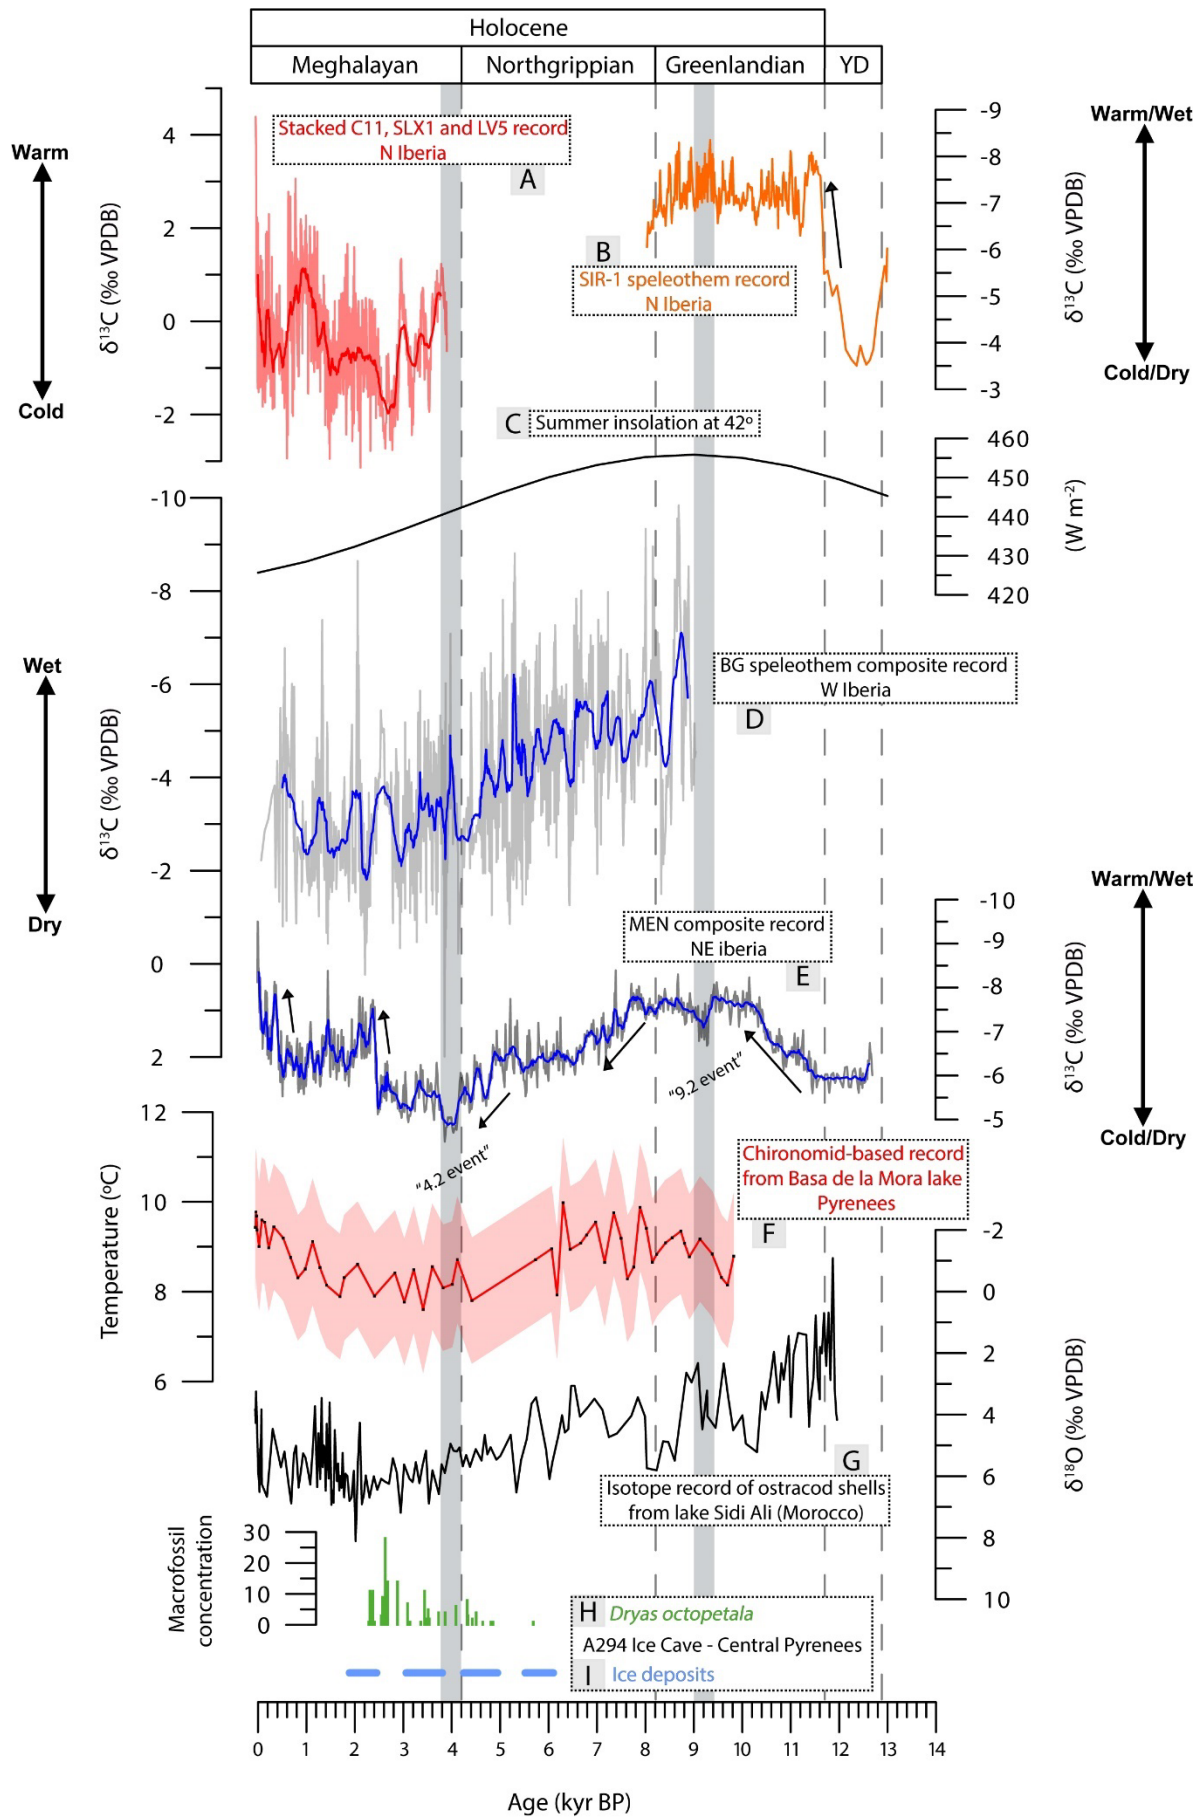 Holocene
Meghalayan Northgrippian Greenlandian YD
Warm
Cold
δ¹³C (‰ VPDB)
4
2
0
-2
Stacked C11, SLX1 and LV5 record
N Iberia
A
B
SIR-1 speleothem record
N Iberia
-9
-8
-7
-6
-5
-4
-3
δ¹³C (‰ VPDB)
Warm/Wet
Cold/Dry
C
Summer insolation at 42º
460
450
440
430
420
(W m⁻²)
Wet
Dry
δ¹³C (‰ VPDB)
-10
-8
-6
-4
-2
0
2
BG speleothem composite record
W Iberia
D
MEN composite record
NE iberia
E
"9.2 event"
"4.2 event"
-10
-9
-8
-7
-6
-5
δ¹³C (‰ VPDB)
Warm/Wet
Cold/Dry
Temperature (ºC)
12
10
8
6
Chironomid-based record
from Basa de la Mora lake
Pyrenees
F
-2
0
2
4
6
8
10
δ¹⁸O (‰ VPDB)
G
Isotope record of ostracod shells
from lake Sidi Ali (Morocco)
Macrofossil
concentration
30
20
10
0
H Dryas octopetala
A294 Ice Cave - Central Pyrenees
I Ice deposits
0 1 2 3 4 5 6 7 8 9 10 11 12 13 14
Age (kyr BP)